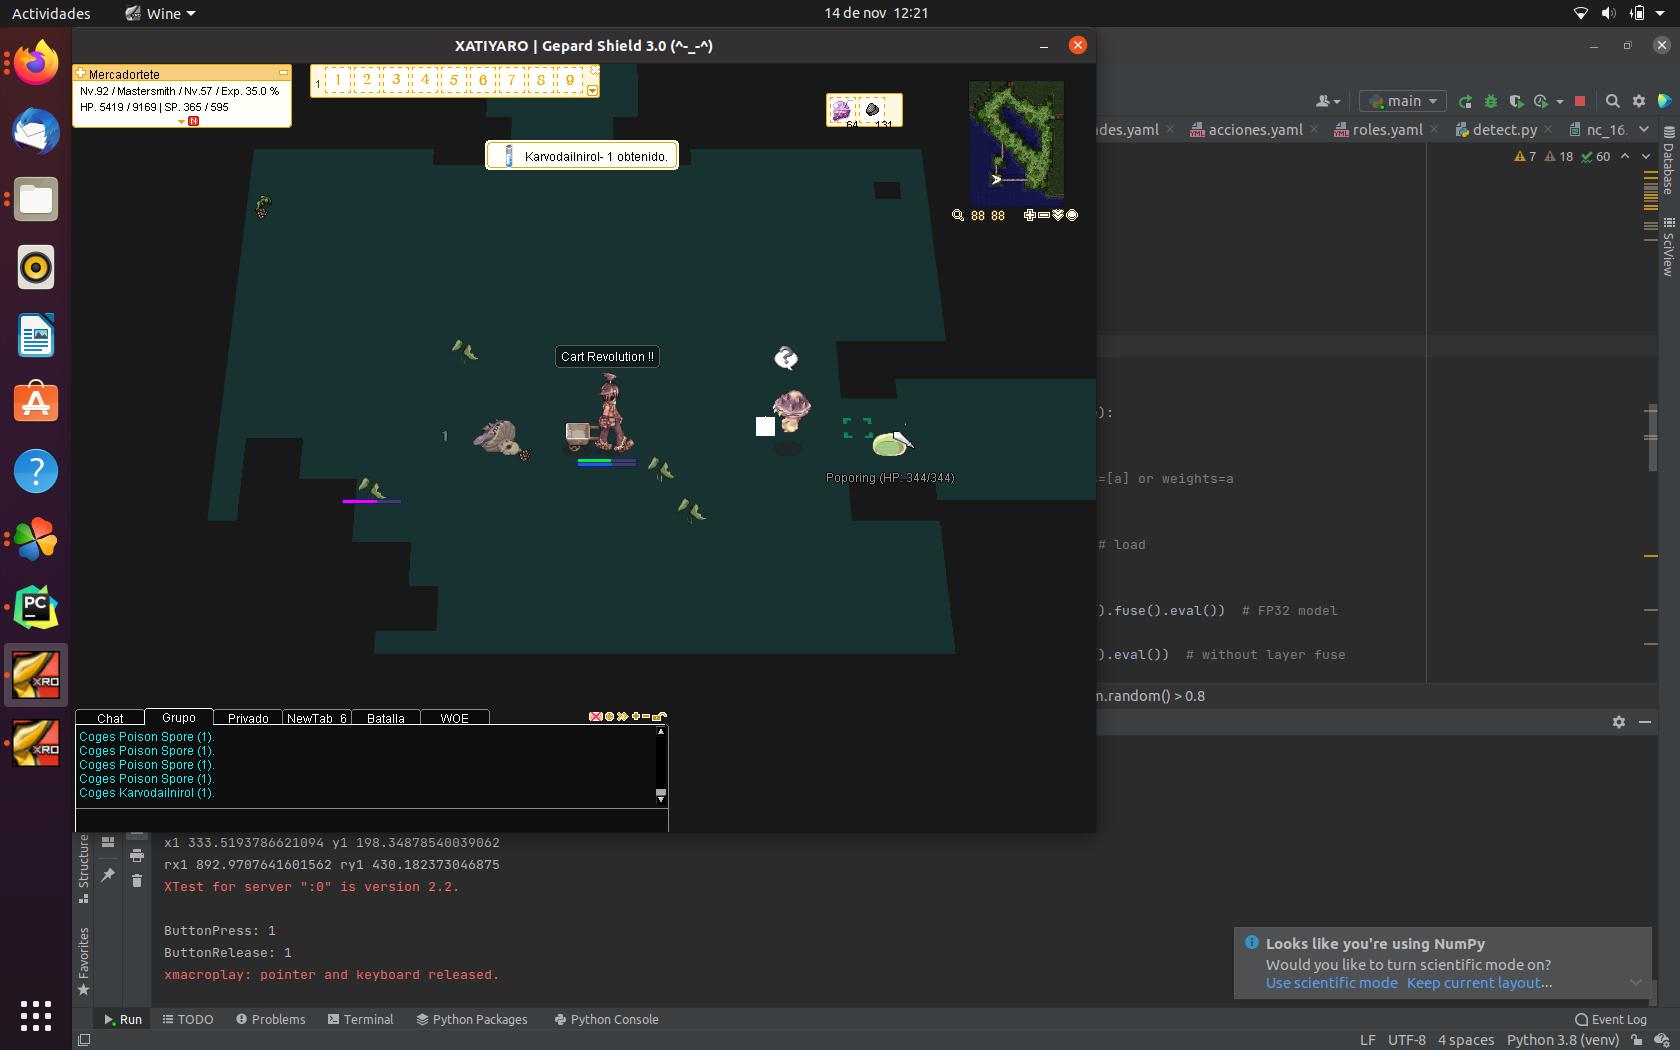 Actividades
Wine
14 de nov 12:21
XATIYARO | Gepard Shield 3.0 (^-_-^)
Mercadortete
Nv.92 / Mastersmith / Nv.57 / Exp. 35.0 %
HP. 5419 / 9169 | SP. 365 / 595
N
1 1 2 3 4 5 6 7 8 9
64 131
Karvodailnirol- 1 obtenido.
88 88
main
des.yaml
acciones.yaml
roles.yaml
detect.py
nc_16.
7 18 60
Database
SciView
Cart Revolution !!
?
1
Poporing (HP: 344/344)
):
=[a] or weights=a
# load
).fuse().eval()) # FP32 model
).eval()) # without layer fuse
m.random() > 0.8
Chat Grupo Privado NewTab 6 Batalla WOE
Coges Poison Spore (1).
Coges Poison Spore (1).
Coges Poison Spore (1).
Coges Poison Spore (1).
Coges Karvodailnirol (1).
PC
XRO
XRO
Structure
Favorites
x1 333.5193786621094 y1 198.34878540039062
rx1 892.9707641601562 ry1 430.182373046875
XTest for server ":0" is version 2.2.
ButtonPress: 1
ButtonRelease: 1
xmacroplay: pointer and keyboard released.
Looks like you're using NumPy
Would you like to turn scientific mode on?
Use scientific mode Keep current layout...
Run TODO Problems Terminal Python Packages Python Console
Event Log
LF UTF-8 4 spaces Python 3.8 (venv)